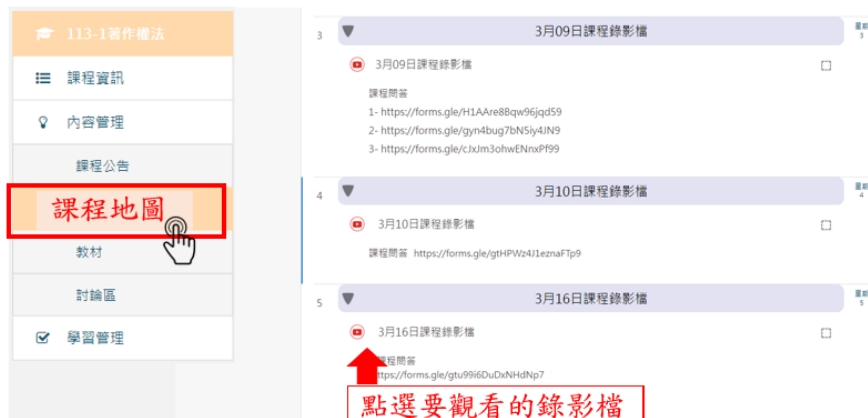 113-1著作權法
課程資訊
內容管理
課程公告
課程地圖
教材
討論區
學習管理
3
3月09日課程錄影檔
3
3月09日課程錄影檔
課程問答
1- https://forms.gle/H1AAre8Bqw96jqd59
2- https://forms.gle/gyn4bug7bN5iy4JN9
3- https://forms.gle/cJxJm3ohwENnxPf99
4
3月10日課程錄影檔
4
3月10日課程錄影檔
課程問答 https://forms.gle/gtHPWz4J1eznaFTp9
5
3月16日課程錄影檔
5
3月16日課程錄影檔
程問答
ttps://forms.gle/gtu99i6DuDxNHdNp7
點選要觀看的錄影檔